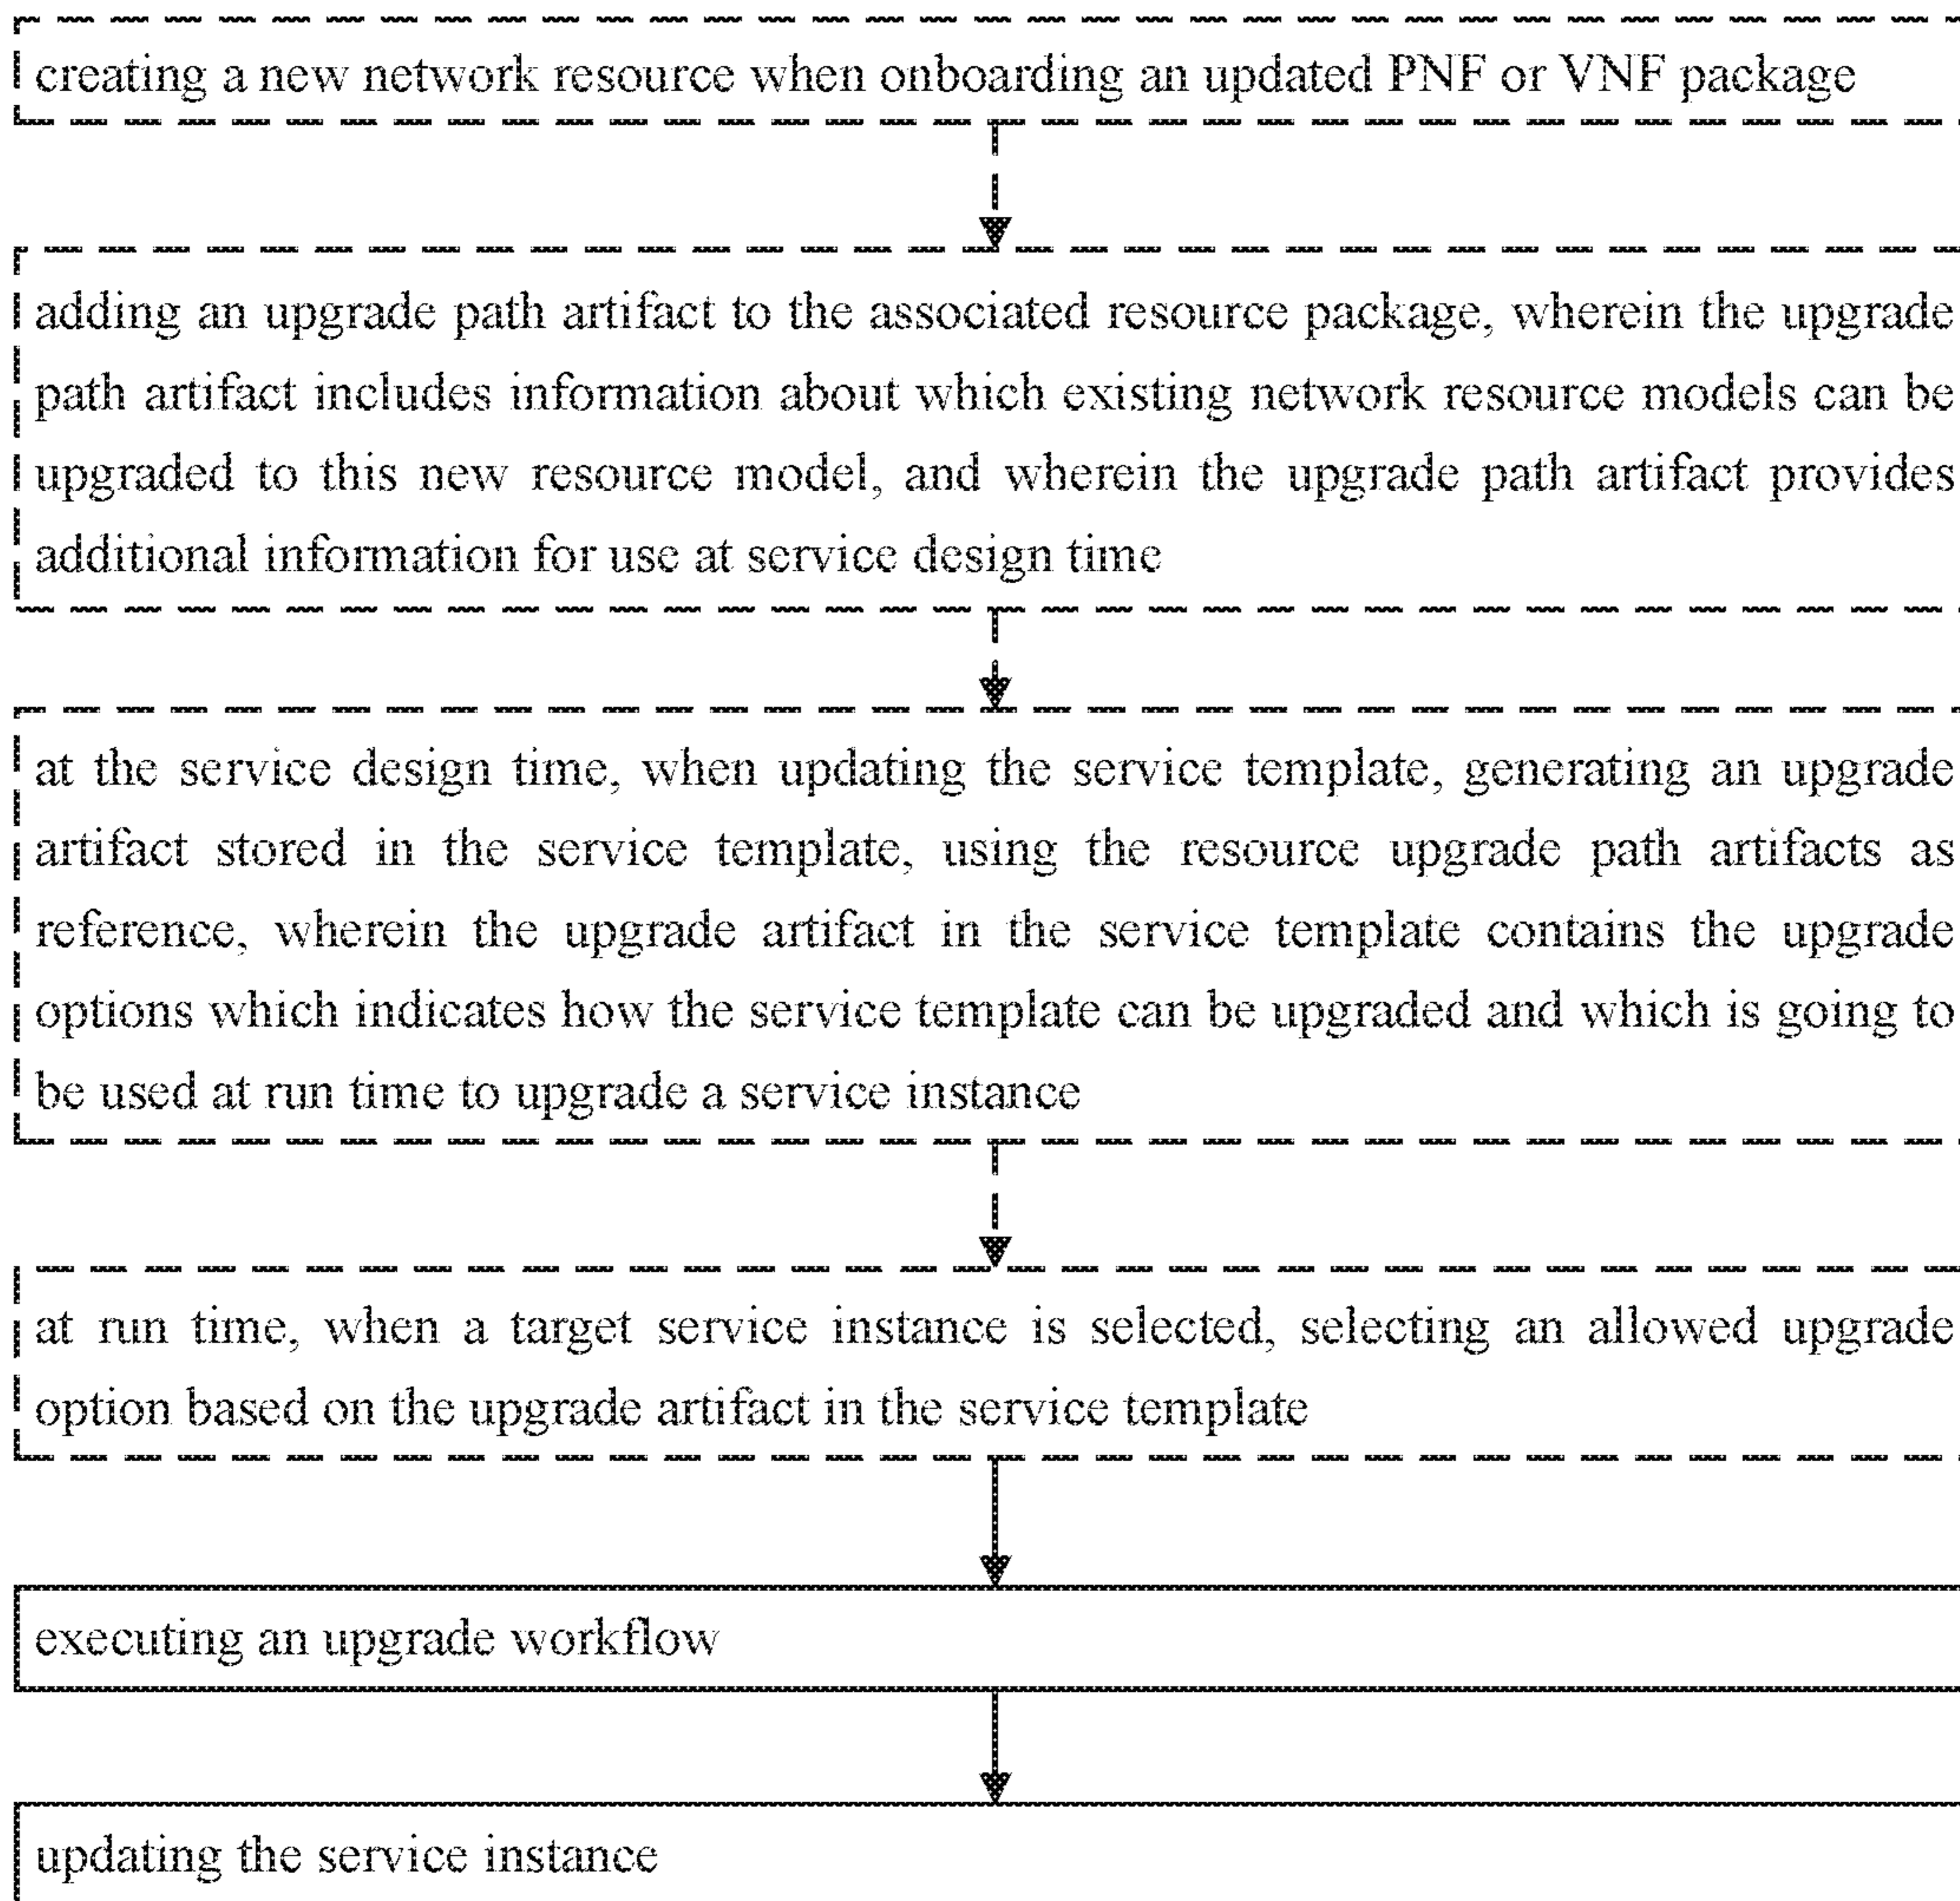 creating a new network resource when onboarding an updated PNF or VNF package
adding an upgrade path artifact to the associated resource package, wherein the upgrade
path artifact includes information about which existing network resource models can be
upgraded to this new resource model, and wherein the upgrade path artifact provides
additional information for use at service design time
at the service design time, when updating the service template, generating an upgrade
artifact stored in the service template, using the resource upgrade path artifacts as
reference, wherein the upgrade artifact in the service template contains the upgrade
options which indicates how the service template can be upgraded and which is going to
be used at run time to upgrade a service instance
at run time, when a target service instance is selected, selecting an allowed upgrade
option based on the upgrade artifact in the service template
executing an upgrade workflow
updating the service instance